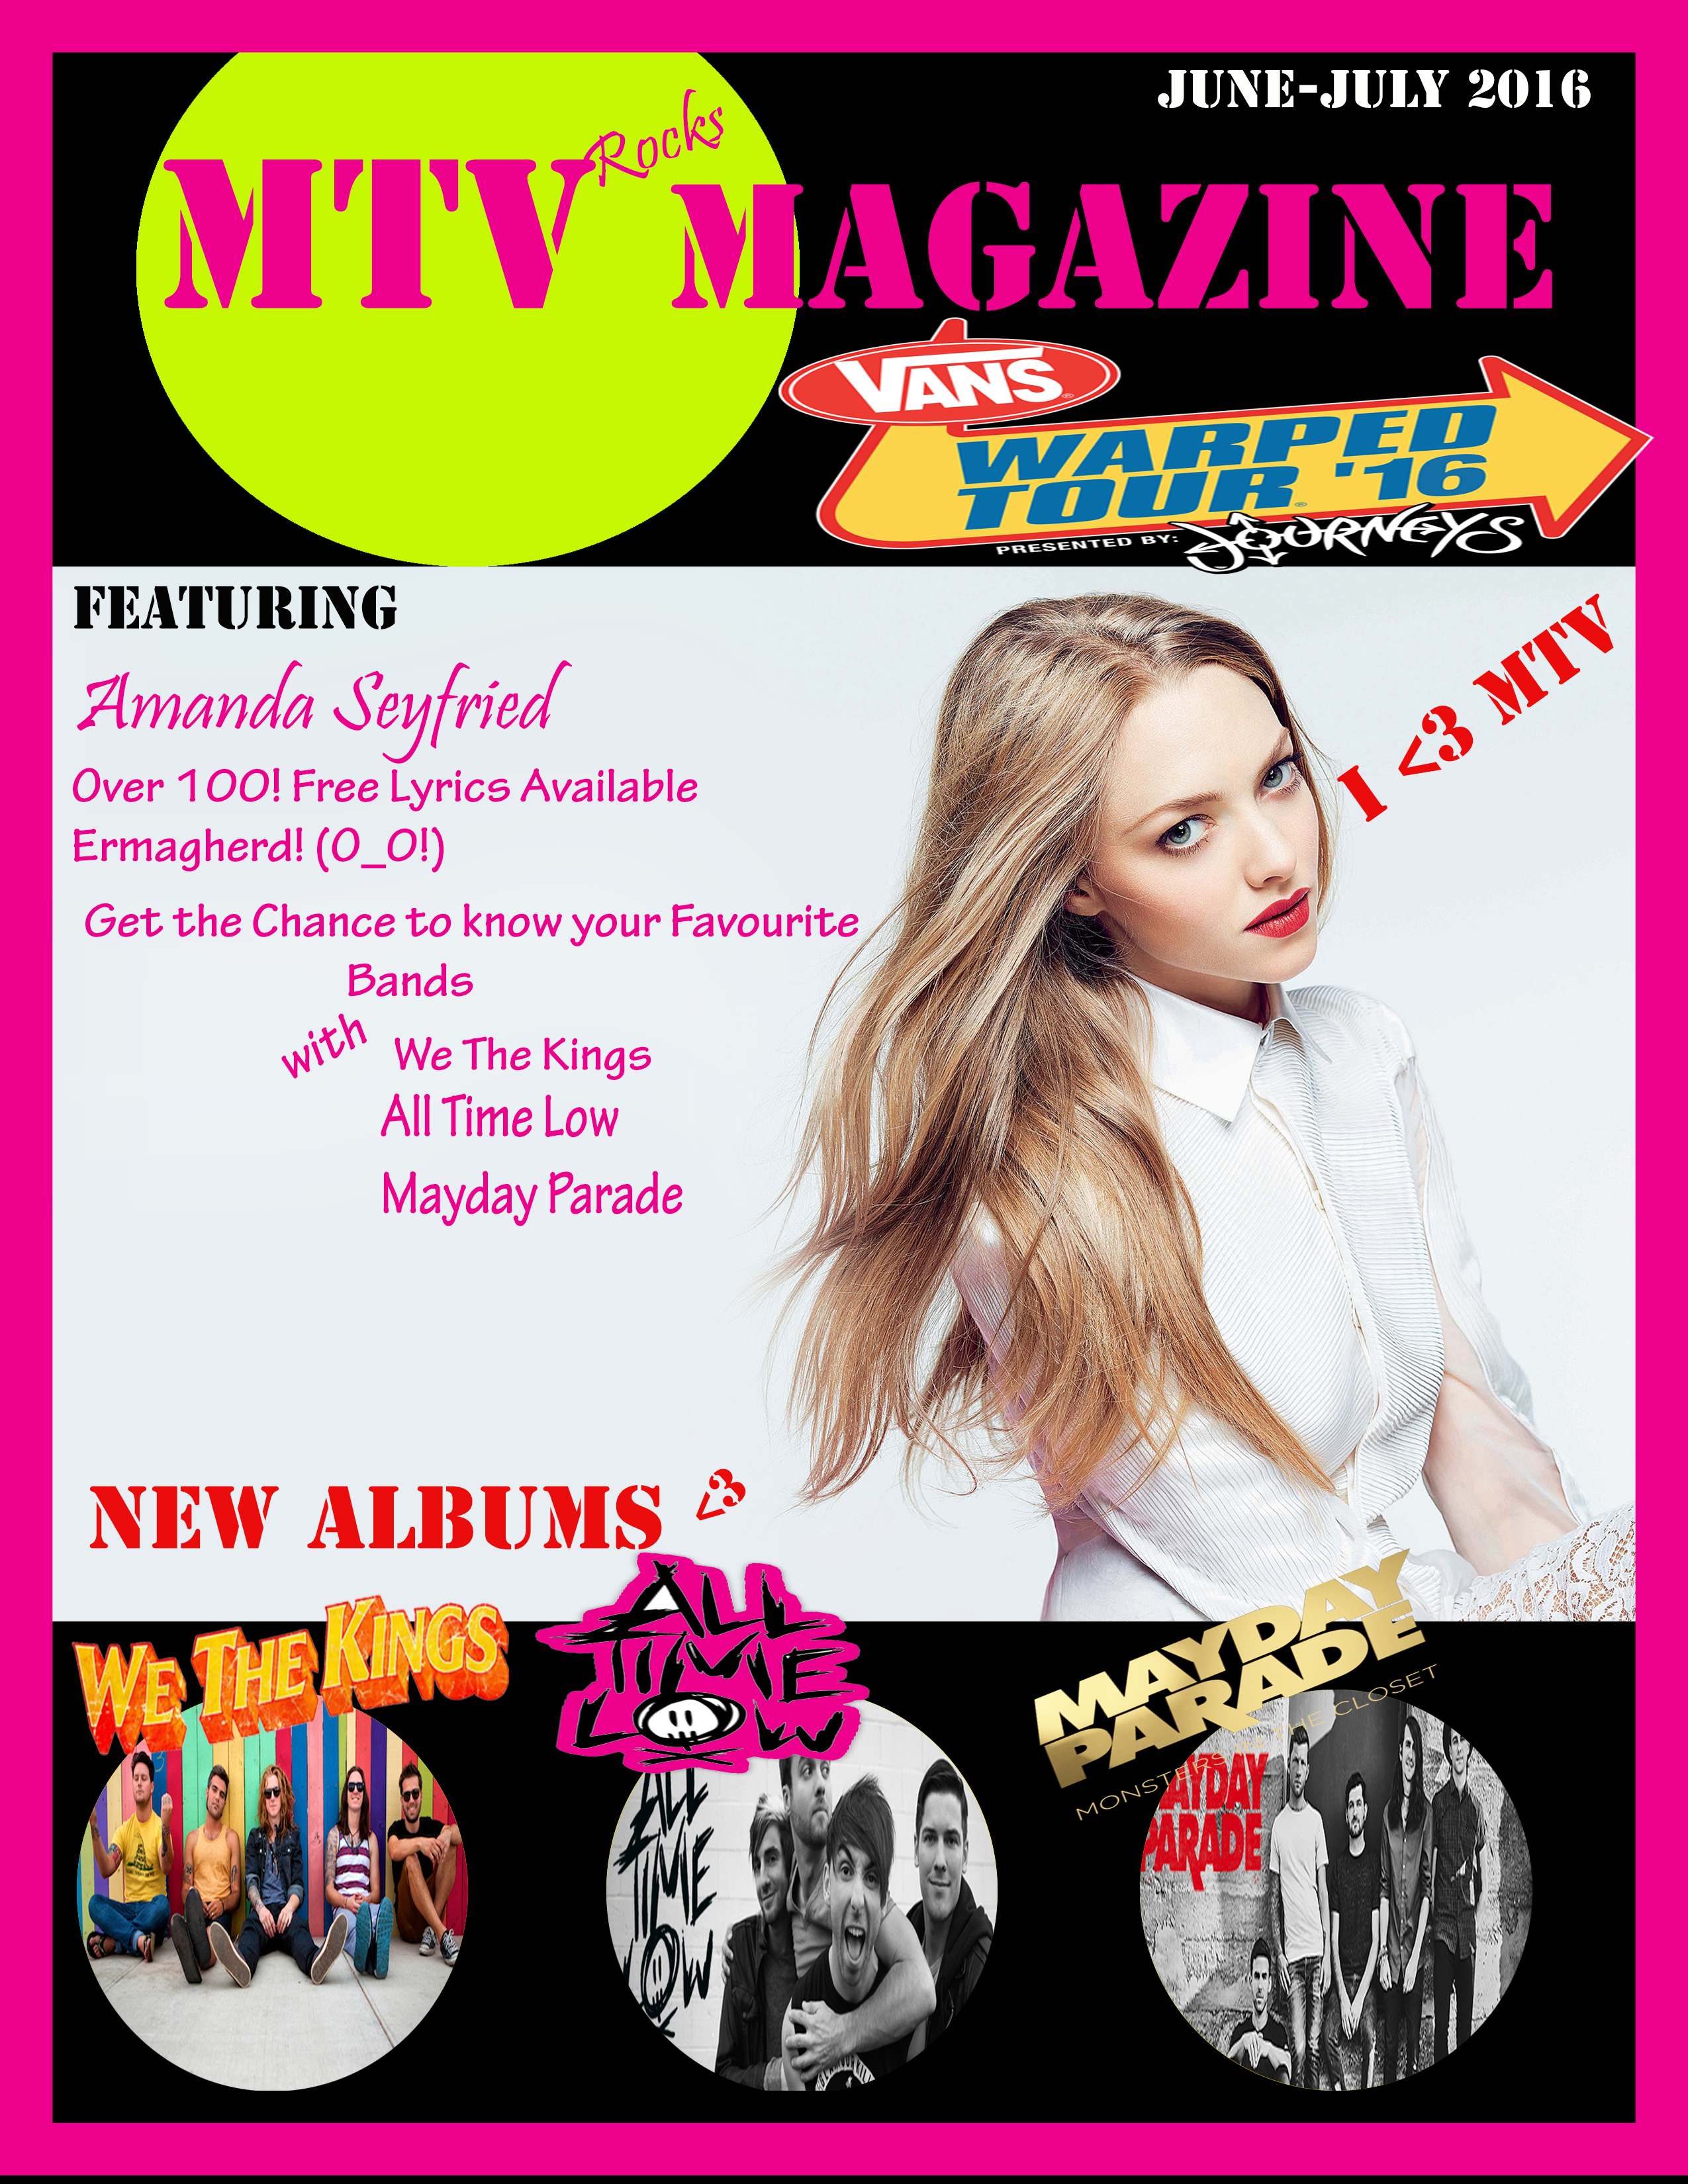 JUNE-JULY 2016
MTV Rocks MAGAZINE
VANS
WARPED
TOUR '16
PRESENTED BY: JOURNEYS
FEATURING
Amanda Seyfried
I <3 MTV
Over 100! Free Lyrics Available
Ermagherd! (0_0!)
Get the Chance to know your Favourite
Bands
with We The Kings
All Time Low
Mayday Parade
NEW ALBUMS <3
WE THE KINGS
ALL
TIME
LOW
MAYDAY
PARADE
MONSTERS IN THE CLOSET
ALL
TIME
LOW
AYDAY
PARADE